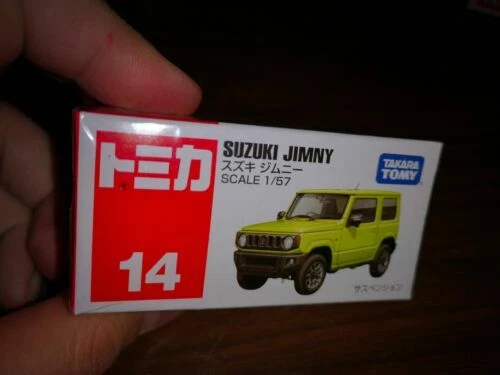 トミカ
14
SUZUKI JIMNY
スズキ ジムニー
SCALE 1/57
TAKARA
TOMY
サスペンション